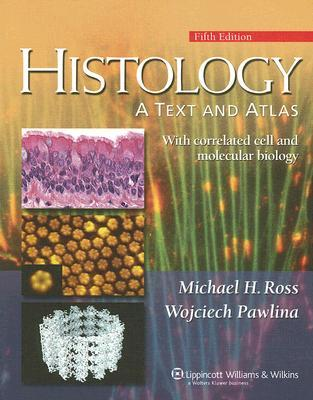 Fifth Edition
HISTOLOGY
A TEXT AND ATLAS
With correlated cell and
molecular biology
Michael H. Ross
Wojciech Pawlina
Lippincott Williams & Wilkins
a Wolters Kluwer business